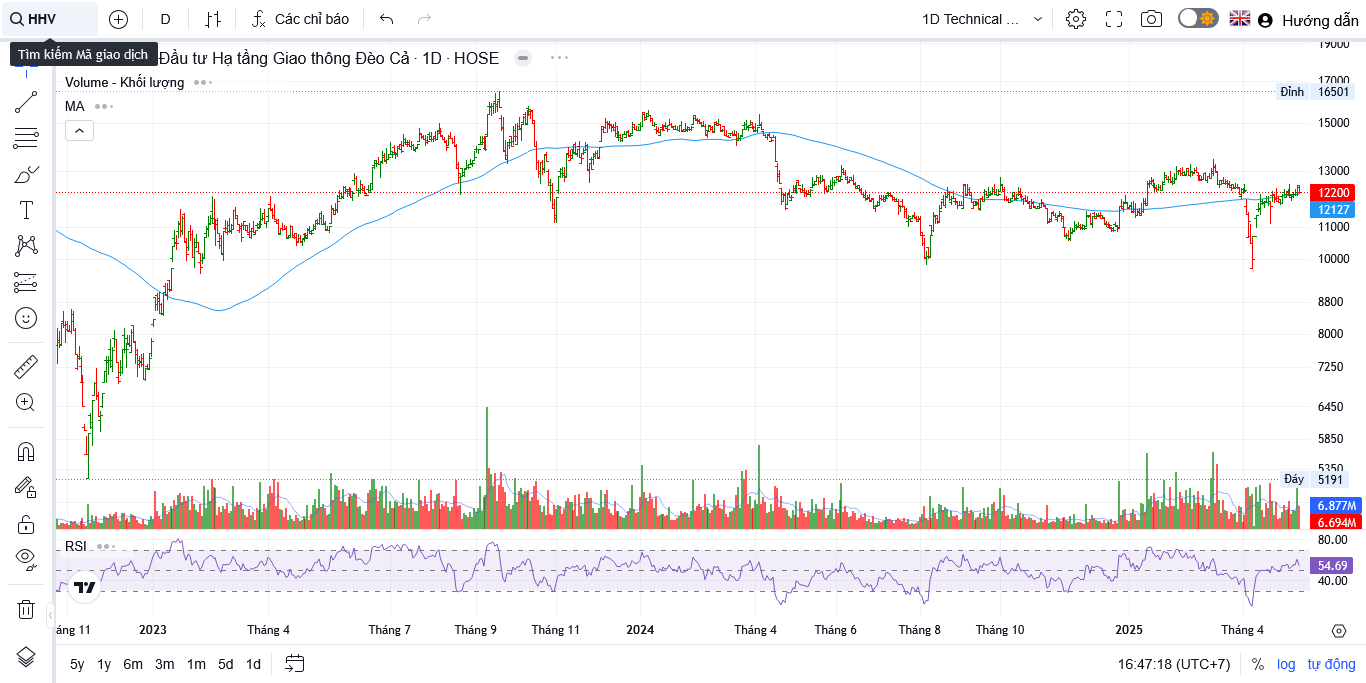 HHV
D
Các chỉ báo
1D Technical ...
Hướng dẫn
Tìm kiếm Mã giao dịch
Đầu tư Hạ tầng Giao thông Đèo Cả · 1D · HOSE
Volume - Khối lượng
MA
19000
17000
Đỉnh 16501
15000
13000
12200
12127
11000
10000
8800
8000
7250
6450
5850
5350
Đáy 5191
6.877M
6.694M
RSI
80.00
54.69
40.00
áng 11 2023 Tháng 4 Tháng 7 Tháng 9 Tháng 11 2024 Tháng 4 Tháng 6 Tháng 8 Tháng 10 2025 Tháng 4
5y 1y 6m 3m 1m 5d 1d
16:47:18 (UTC+7) % log tự động